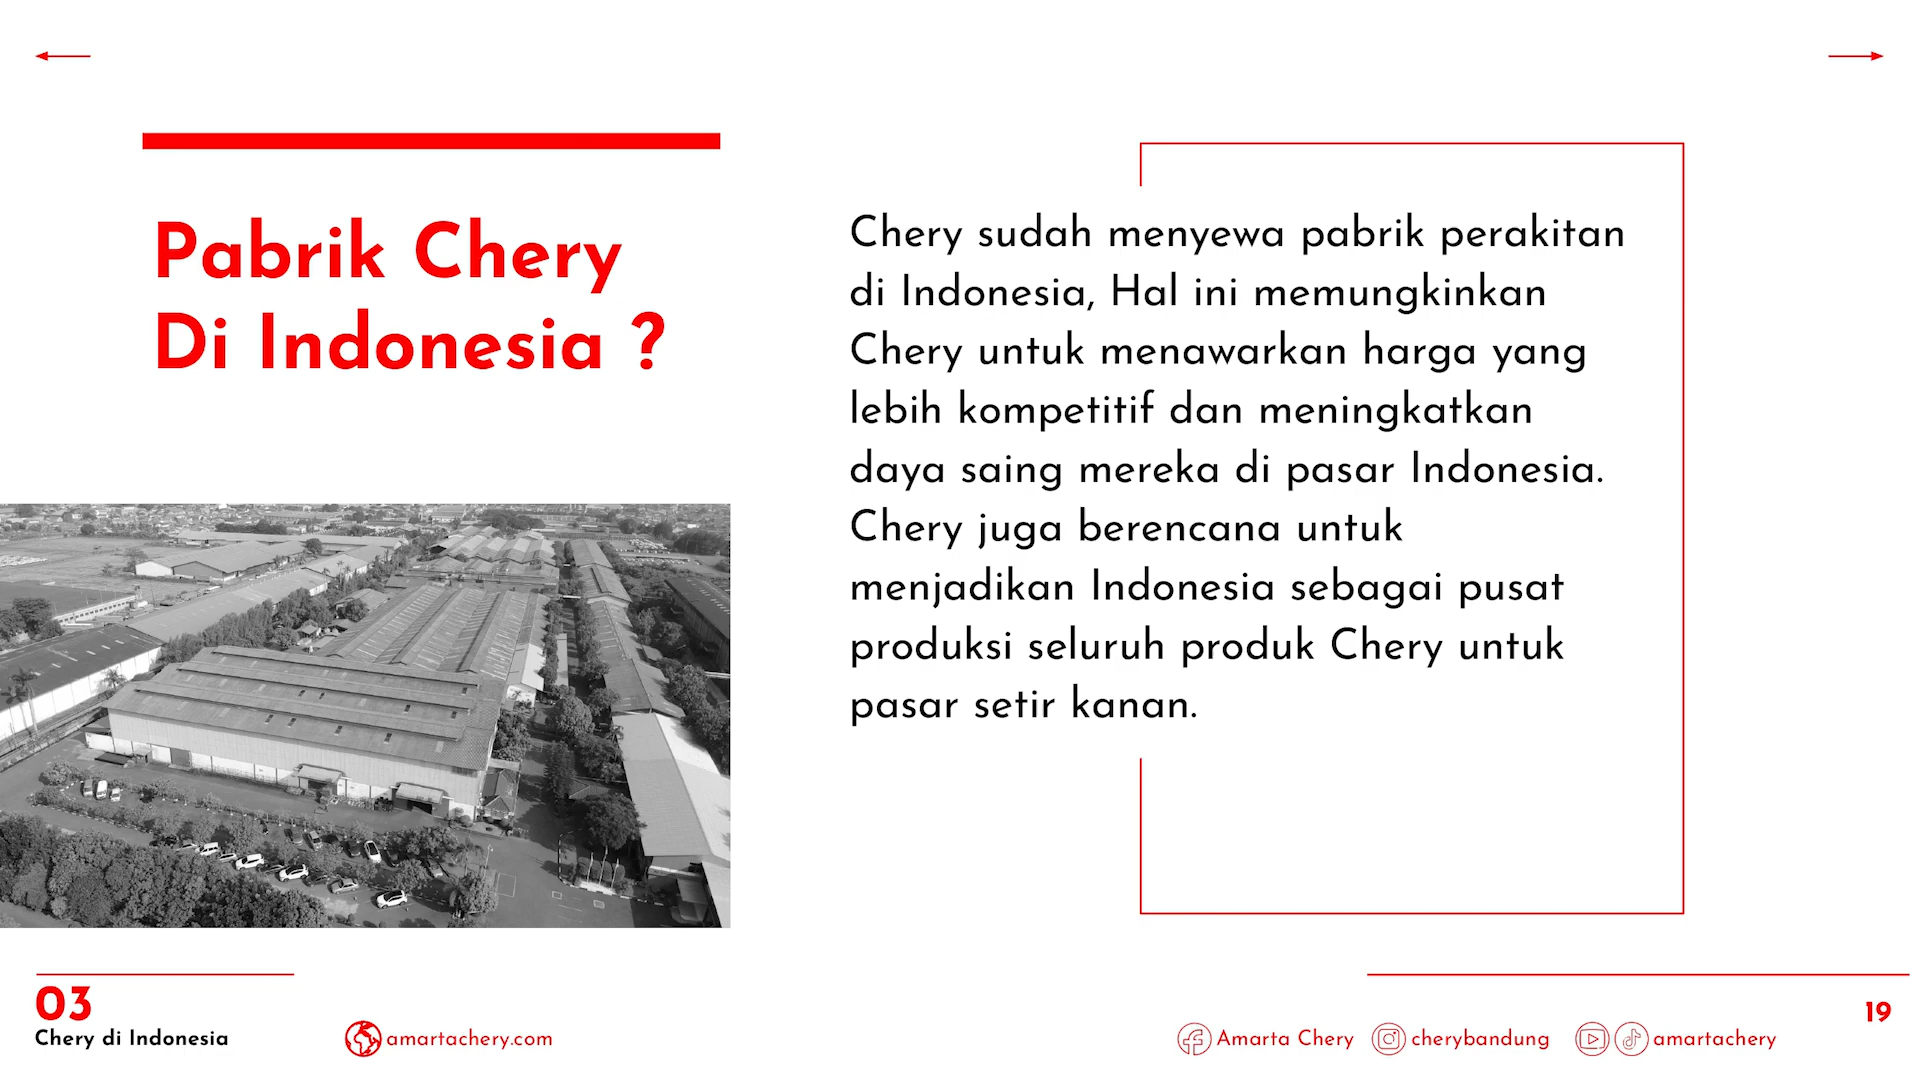 Pabrik Chery
Di Indonesia ?
Chery sudah menyewa pabrik perakitan
di Indonesia, Hal ini memungkinkan
Chery untuk menawarkan harga yang
lebih kompetitif dan meningkatkan
daya saing mereka di pasar Indonesia.
Chery juga berencana untuk
menjadikan Indonesia sebagai pusat
produksi seluruh produk Chery untuk
pasar setir kanan.
03
Chery di Indonesia
amartachery.com
Amarta Chery
cherybandung
amartachery
19